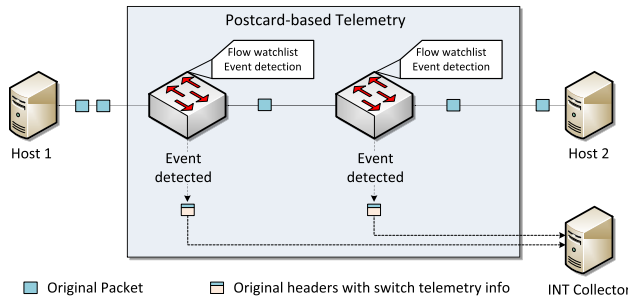 Postcard-based Telemetry
Flow watchlist
Event detection
Flow watchlist
Event detection
Host 1
Host 2
Event
detected
Event
detected
Original Packet
Original headers with switch telemetry info
INT Collector